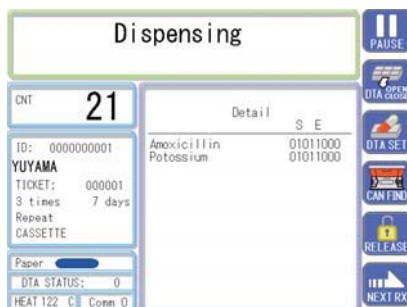 Dispensing
PAUSE
CNT 21
DTA OPEN CLOSE
Detail
S E
ID: 0000000001
YUYAMA
TICKET: 000001
3 times 7 days
Repeat
CASSETTE
Amoxicillin 01011000
Potossium 01011000
DTA SET
CAN FIND
RELEASE
Paper
DTA STATUS: 0
HEAT 122 C Comm 0
NEXT RX